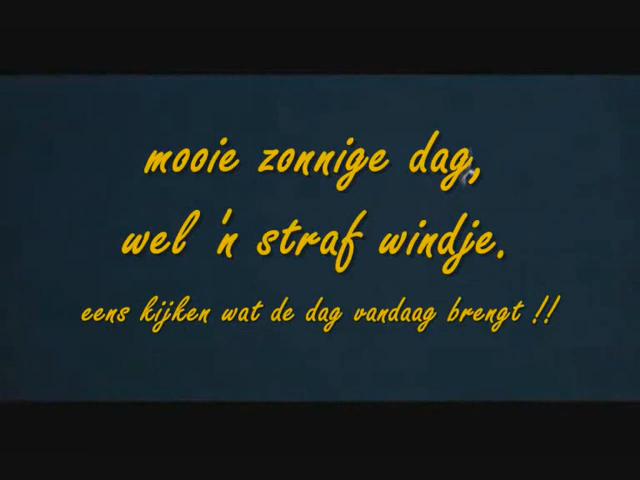 mooie zonnige dag,
wel 'n straf windje.
eens kijken wat de dag vandaag brengt !!